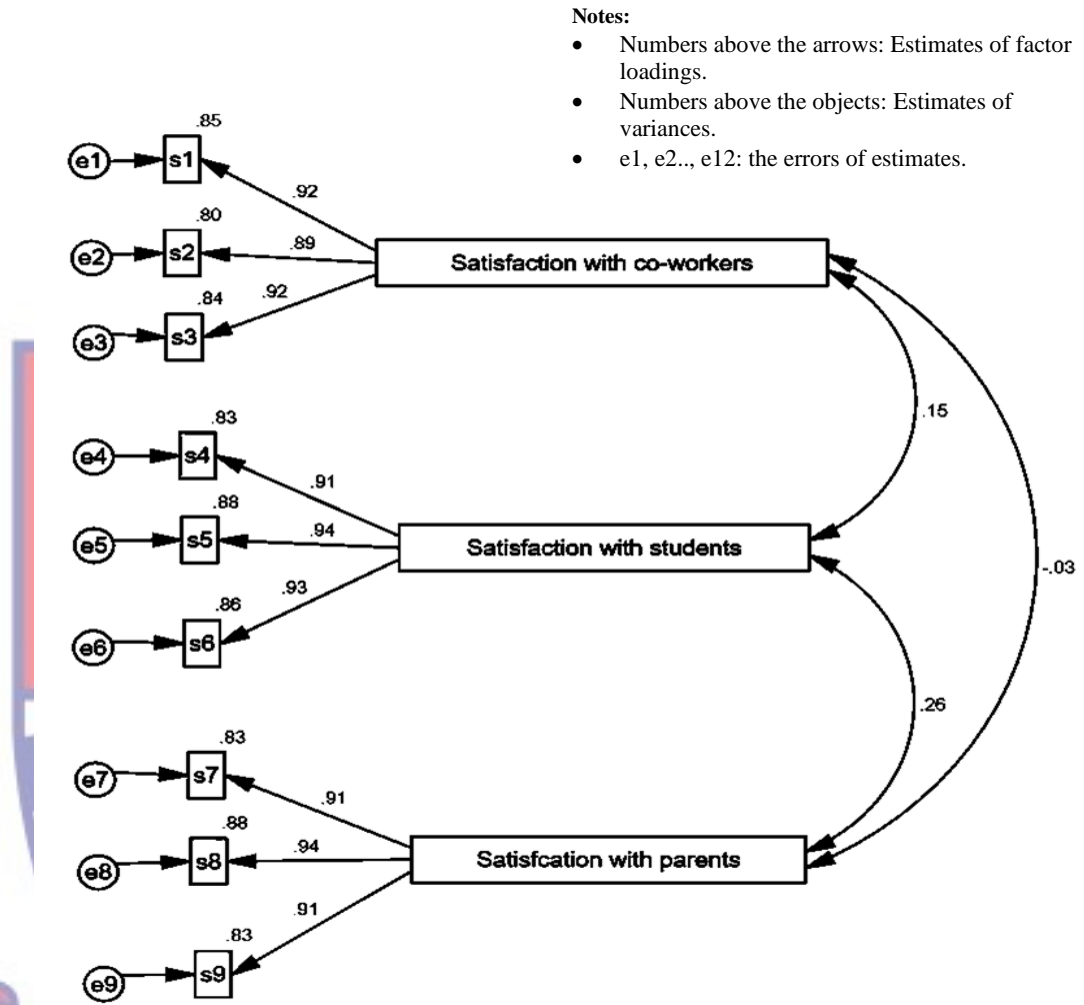 Notes:
• Numbers above the arrows: Estimates of factor
loadings.
• Numbers above the objects: Estimates of
variances.
• e1, e2.., e12: the errors of estimates.
.85
e1 s1
.92
.80
e2 s2
.89
Satisfaction with co-workers
.84
.92
e3 s3
.15
.83
e4 s4
.91
.88
e5 s5
.94
Satisfaction with students
-.03
.93
.86
e6 s6
.26
.83
e7 s7
.91
.88
e8 s8
.94
Satisfcation with parents
.91
.83
e9 s9